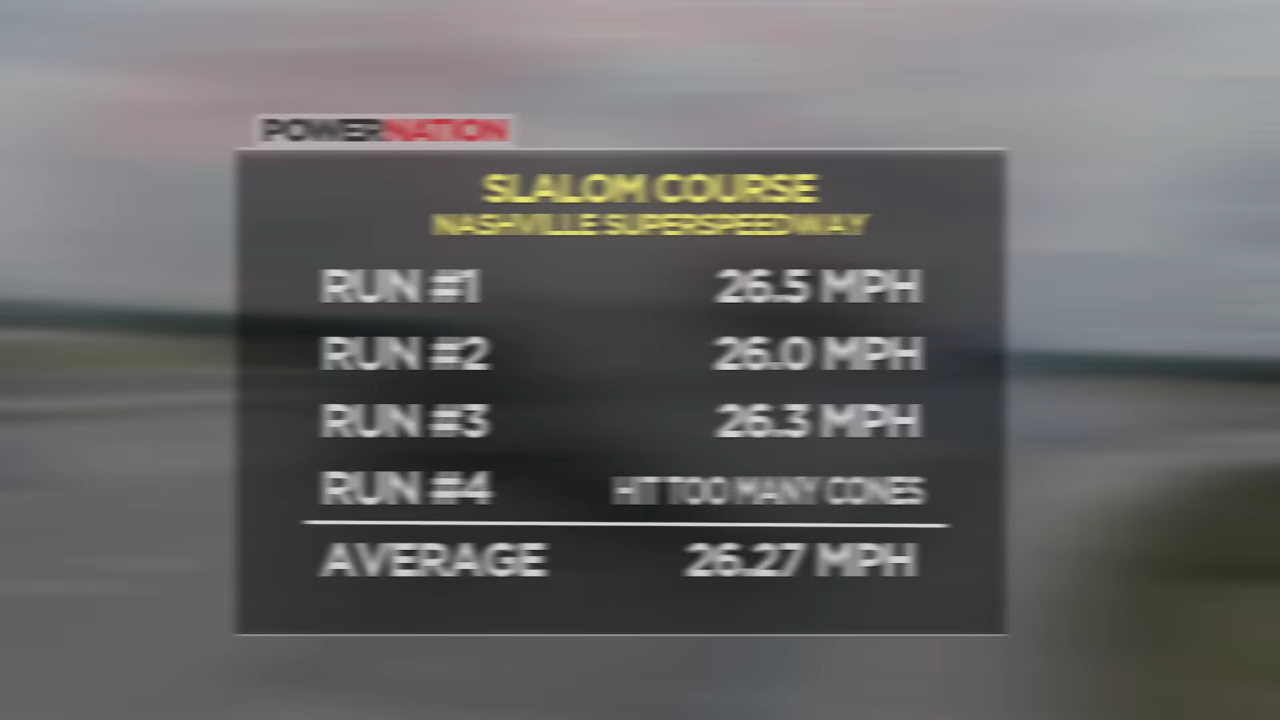 POWERNATION
SLALOM COURSE
NASHVILLE SUPERSPEEDWAY
RUN #1 26.5 MPH
RUN #2 26.0 MPH
RUN #3 26.3 MPH
RUN #4 HIT TOO MANY CONES
AVERAGE 26.27 MPH